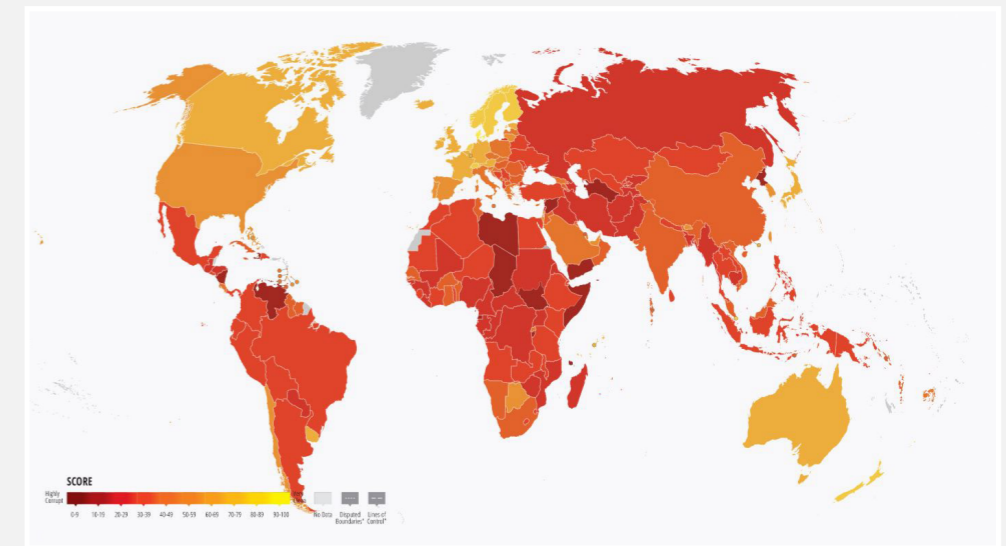 SCORE
Highly
Corrupt
Clean
0-9 10-19 20-29 30-39 40-49 50-59 60-69 70-79 80-89 90-100
No Data
Disputed
Boundaries*
Lines of
Control*